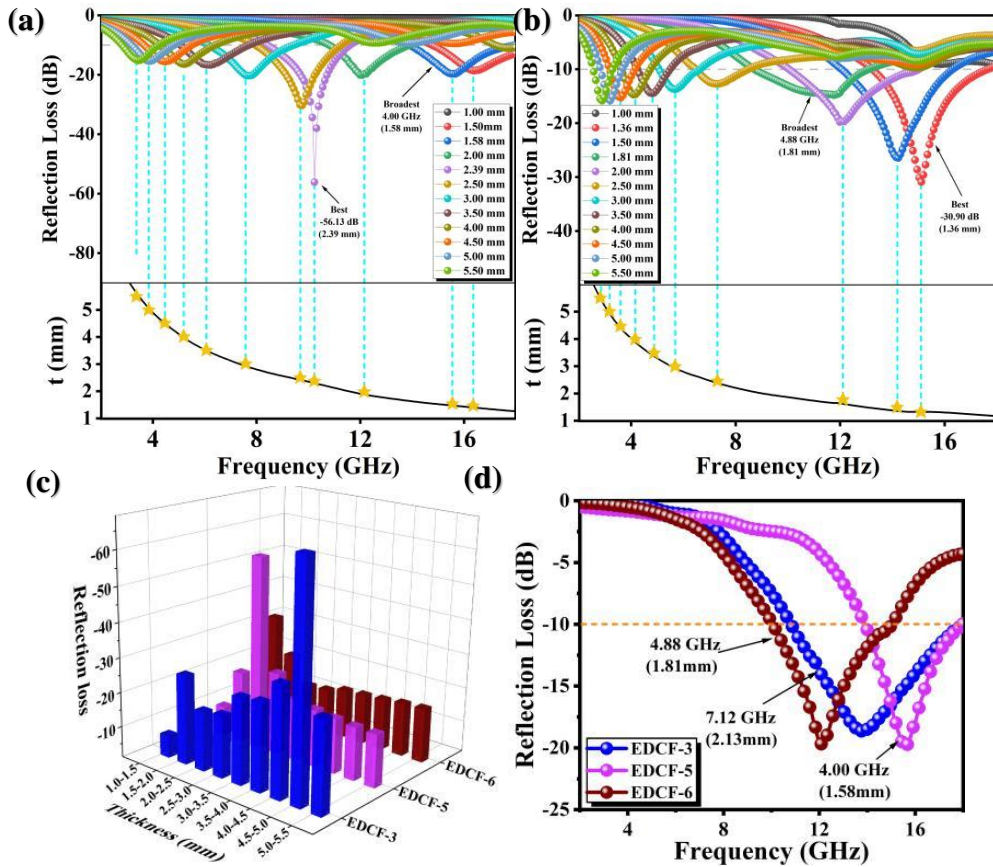 (a)
Reflection Loss (dB)
0
-20
-40
-60
-80
Broadest
4.00 GHz
(1.58 mm)
Best
-56.13 dB
(2.39 mm)
1.00 mm
1.50mm
1.58 mm
2.00 mm
2.39 mm
2.50 mm
3.00 mm
3.50 mm
4.00 mm
4.50 mm
5.00 mm
5.50 mm
t (mm)
5
4
3
2
1
4
8
12
16
Frequency (GHz)
(b)
Reflection Loss (dB)
0
-10
-20
-30
-40
1.00 mm
1.36 mm
1.50 mm
1.81 mm
2.00 mm
2.50 mm
3.00 mm
3.50 mm
4.00 mm
4.50 mm
5.00 mm
5.50 mm
Broadest
4.88 GHz
(1.81 mm)
Best
-30.90 dB
(1.36 mm)
t (mm)
5
4
3
2
1
4
8
12
16
Frequency (GHz)
(c)
Reflection loss
-60
-50
-40
-30
-20
-10
1.0-1.5
1.5-2.0
2.0-2.5
2.5-3.0
3.0-3.5
3.5-4.0
4.0-4.5
4.5-5.0
5.0-5.5
Thickness (mm)
EDCF-3
EDCF-5
EDCF-6
(d)
Reflection Loss (dB)
0
-5
-10
-15
-20
-25
4.88 GHz
(1.81mm)
7.12 GHz
(2.13mm)
4.00 GHz
(1.58mm)
EDCF-3
EDCF-5
EDCF-6
4
8
12
16
Frequency (GHz)